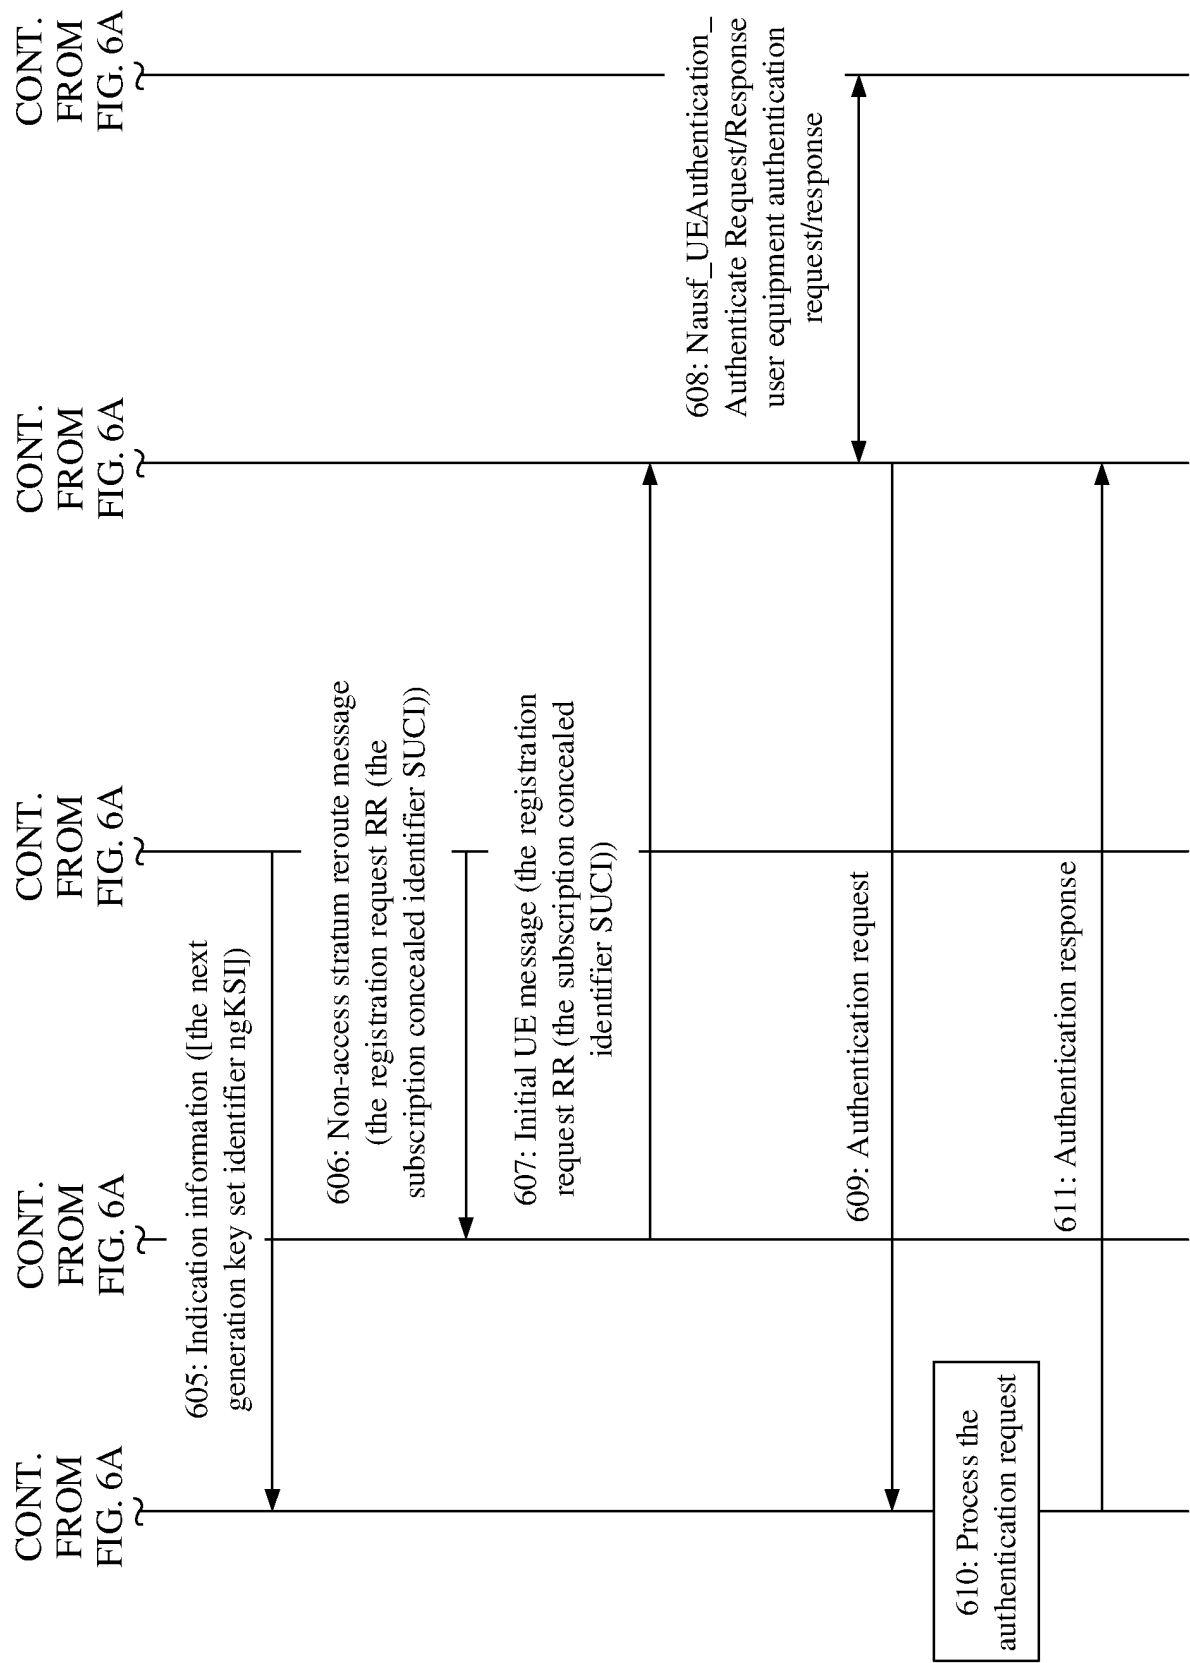 CONT.
FROM
FIG. 6A
CONT.
FROM
FIG. 6A
CONT.
FROM
FIG. 6A
CONT.
FROM
FIG. 6A
CONT.
FROM
FIG. 6A
605: Indication information ([the next
generation key set identifier ngKSI])
606: Non-access stratum reroute message
(the registration request RR (the
subscription concealed identifier SUCI))
607: Initial UE message (the registration
request RR (the subscription concealed
identifier SUCI))
608: Nausf_UEAuthentication_
Authenticate Request/Response
user equipment authentication
request/response
609: Authentication request
610: Process the
authentication request
611: Authentication response